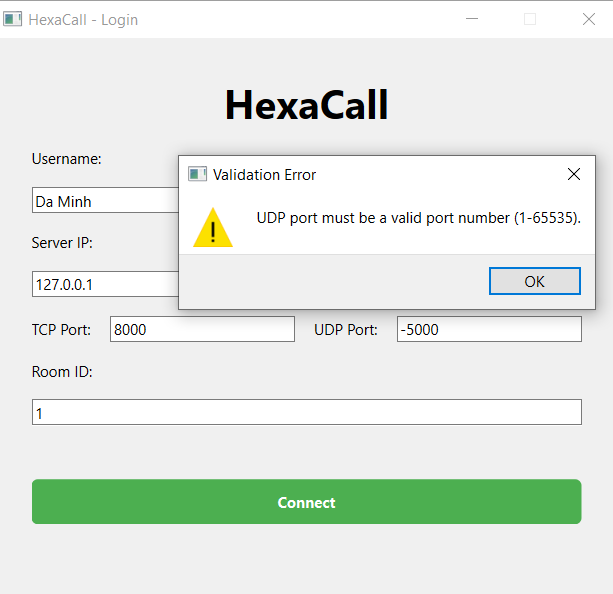 HexaCall - Login
HexaCall
Username:
Da Minh
Validation Error
UDP port must be a valid port number (1-65535).
OK
Server IP:
127.0.0.1
TCP Port: 8000 UDP Port: -5000
Room ID:
1
Connect